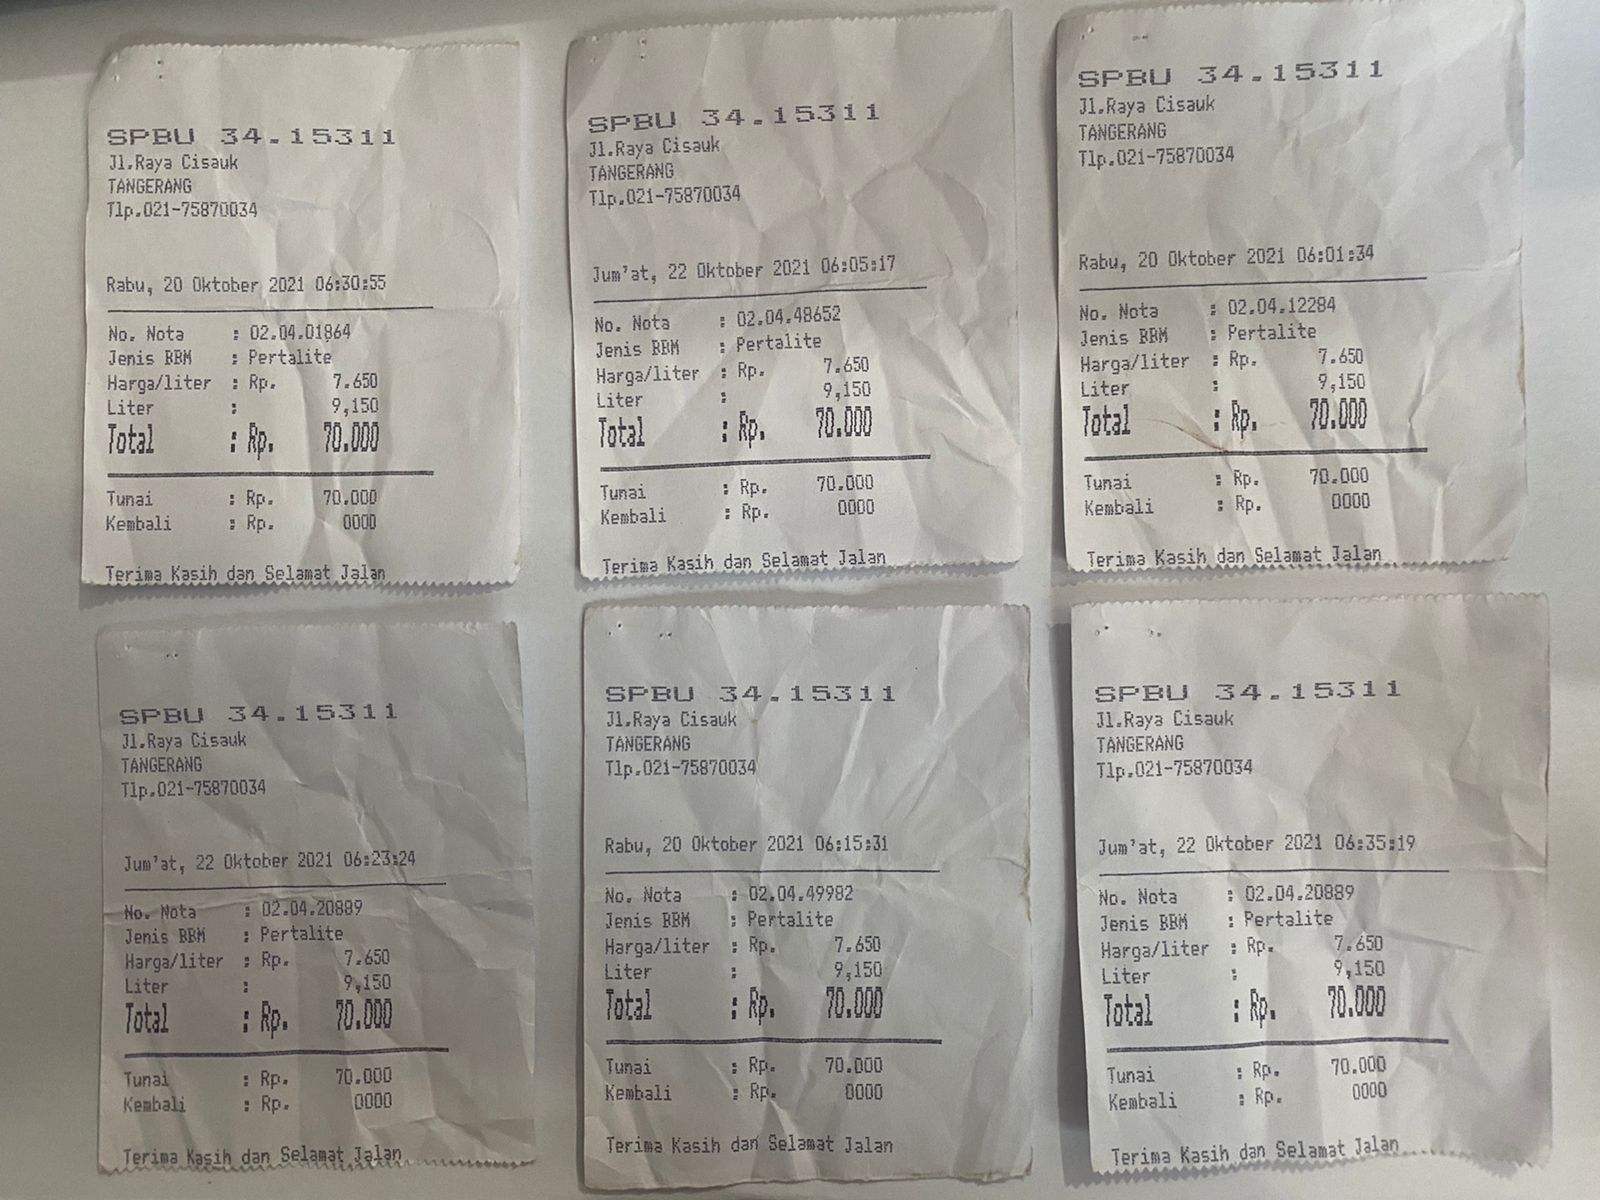 SPBU 34.15311
Jl.Raya Cisauk
TANGERANG
Tlp.021-75870034
Rabu, 20 Oktober 2021 06:30:55
No. Nota : 02.04.01864
Jenis BBM : Pertalite
Harga/liter : Rp. 7.650
Liter : 9,150
Total : Rp. 70.000
Tunai : Rp. 70.000
Kembali : Rp. 0000
Terima Kasih dan Selamat Jalan
SPBU 34.15311
Jl.Raya Cisauk
TANGERANG
Tlp.021-75870034
Jum'at, 22 Oktober 2021 06:05:17
No. Nota : 02.04.48652
Jenis BBM : Pertalite
Harga/liter : Rp. 7.650
Liter : 9,150
Total : Rp. 70.000
Tunai : Rp. 70.000
Kembali : Rp. 0000
Terima Kasih dan Selamat Jalan
SPBU 34.15311
Jl.Raya Cisauk
TANGERANG
Tlp.021-75870034
Rabu, 20 Oktober 2021 06:01:34
No. Nota : 02.04.12284
Jenis BBM : Pertalite
Harga/liter : Rp. 7.650
Liter : 9,150
Total : Rp. 70.000
Tunai : Rp. 70.000
Kembali : Rp. 0000
Terima Kasih dan Selamat Jalan
SPBU 34.15311
Jl.Raya Cisauk
TANGERANG
Tlp.021-75870034
Jum'at, 22 Oktober 2021 06:23:24
No. Nota : 02.04.20889
Jenis BBM : Pertalite
Harga/liter : Rp. 7.650
Liter : 9,150
Total : Rp. 70.000
Tunai : Rp. 70.000
Kembali : Rp. 0000
Terima Kasih dan Selamat Jalan
SPBU 34.15311
Jl.Raya Cisauk
TANGERANG
Tlp.021-75870034
Rabu, 20 Oktober 2021 06:15:31
No. Nota : 02.04.49982
Jenis BBM : Pertalite
Harga/liter : Rp. 7.650
Liter : 9,150
Total : Rp. 70.000
Tunai : Rp. 70.000
Kembali : Rp. 0000
Terima Kasih dan Selamat Jalan
SPBU 34.15311
Jl.Raya Cisauk
TANGERANG
Tlp.021-75870034
Jum'at, 22 Oktober 2021 06:35:19
No. Nota : 02.04.20889
Jenis BBM : Pertalite
Harga/liter : Rp. 7.650
Liter : 9,150
Total : Rp. 70.000
Tunai : Rp. 70.000
Kembali : Rp. 0000
Terima Kasih dan Selamat Jalan